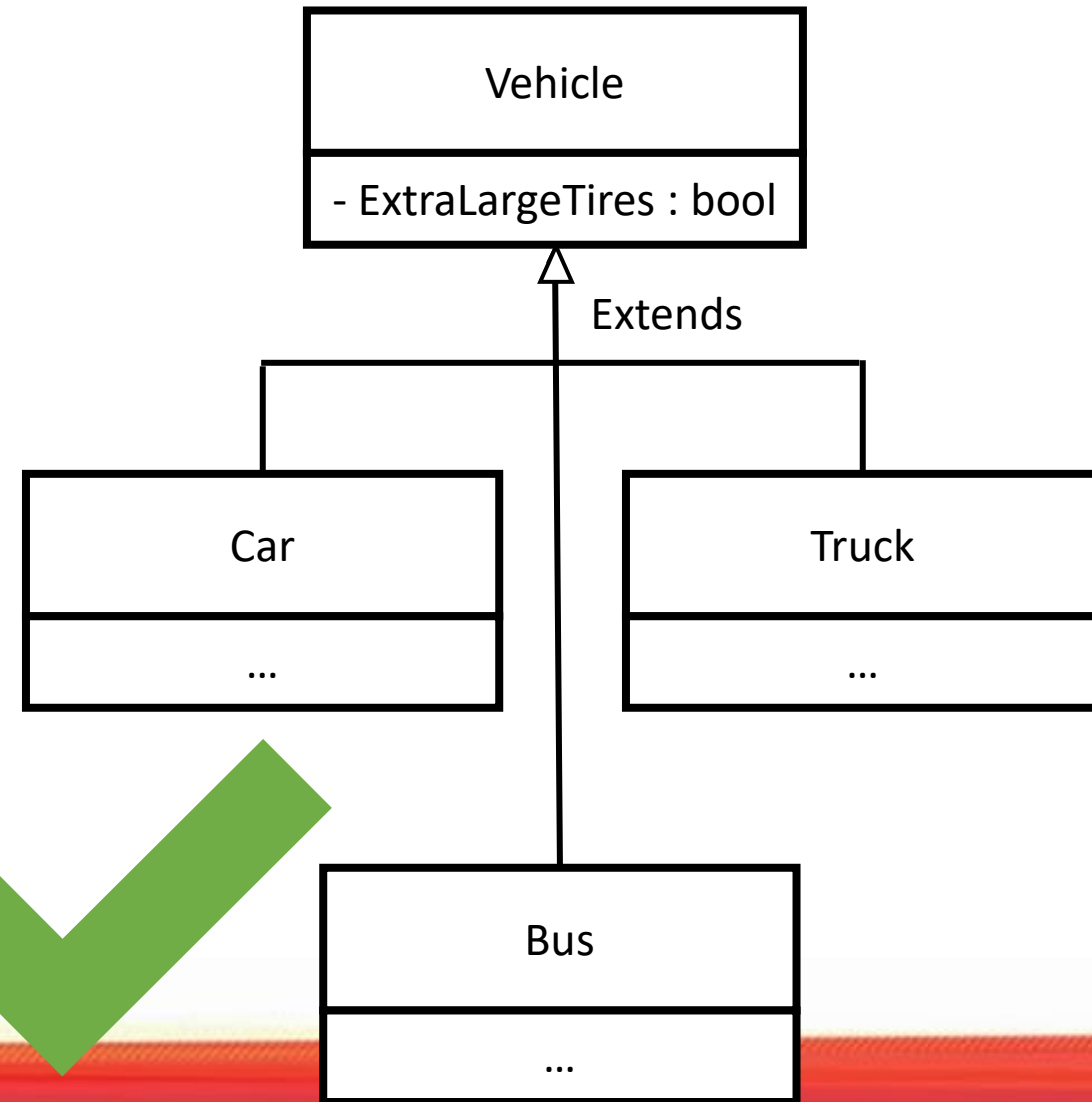 Vehicle
- ExtraLargeTires : bool
Extends
Car
...
Truck
...
Bus
...